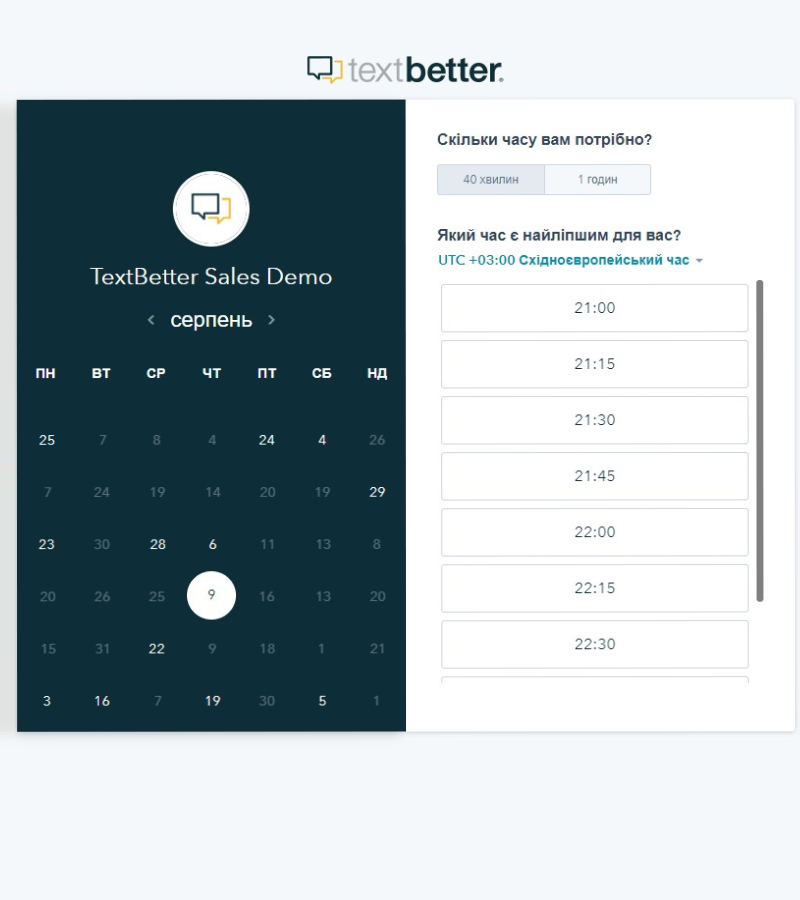 textbetter.
TextBetter Sales Demo
серпень
ПН ВТ СР ЧТ ПТ СБ НД
25 7 8 4 24 4 26
7 24 19 14 20 19 29
23 30 28 6 11 13 8
20 26 25 9 16 13 20
15 31 22 9 18 1 21
3 16 7 19 30 5 1
Скільки часу вам потрібно?
40 хвилин 1 годин
Який час є найліпшим для вас?
UTC +03:00 Східноєвропейський час
21:00
21:15
21:30
21:45
22:00
22:15
22:30